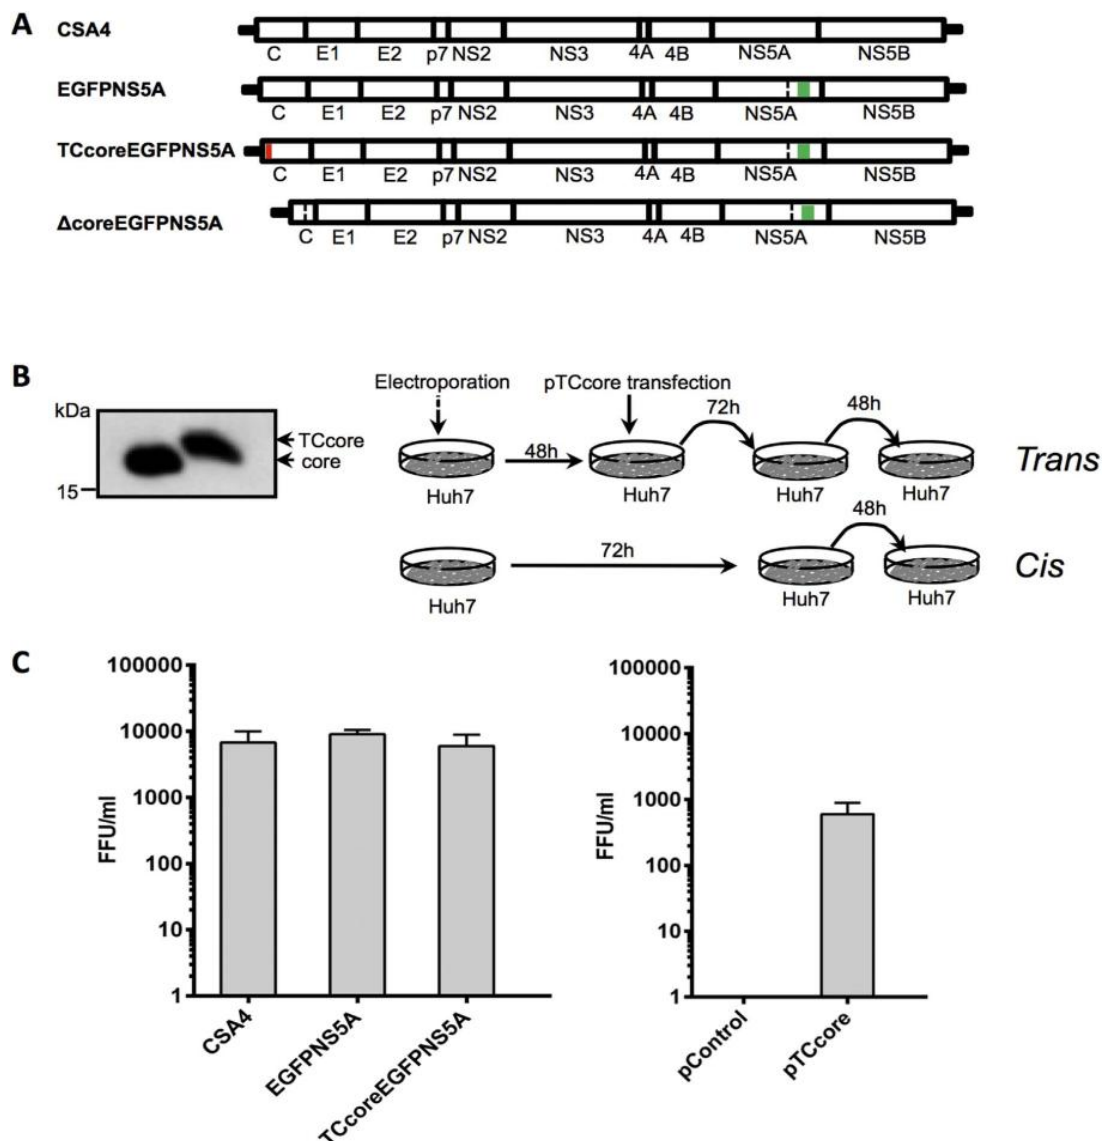 A
CSA4
C E1 E2 p7 NS2 NS3 4A 4B NS5A NS5B
EGFPNS5A
C E1 E2 p7 NS2 NS3 4A 4B NS5A NS5B
TCcoreEGFPNS5A
C E1 E2 p7 NS2 NS3 4A 4B NS5A NS5B
ΔcoreEGFPNS5A
C E1 E2 p7 NS2 NS3 4A 4B NS5A NS5B
B
kDa
TCcore
core
15
Electroporation pTCcore transfection
72h 48h
48h
Trans
Huh7 Huh7 Huh7 Huh7
48h
72h
Cis
Huh7 Huh7 Huh7
C
100000
10000
1000
100
10
1
FFU/ml
CSA4
EGFPNS5A
TCcoreEGFPNS5A
100000
10000
1000
100
10
1
FFU/ml
pControl
pTCcore